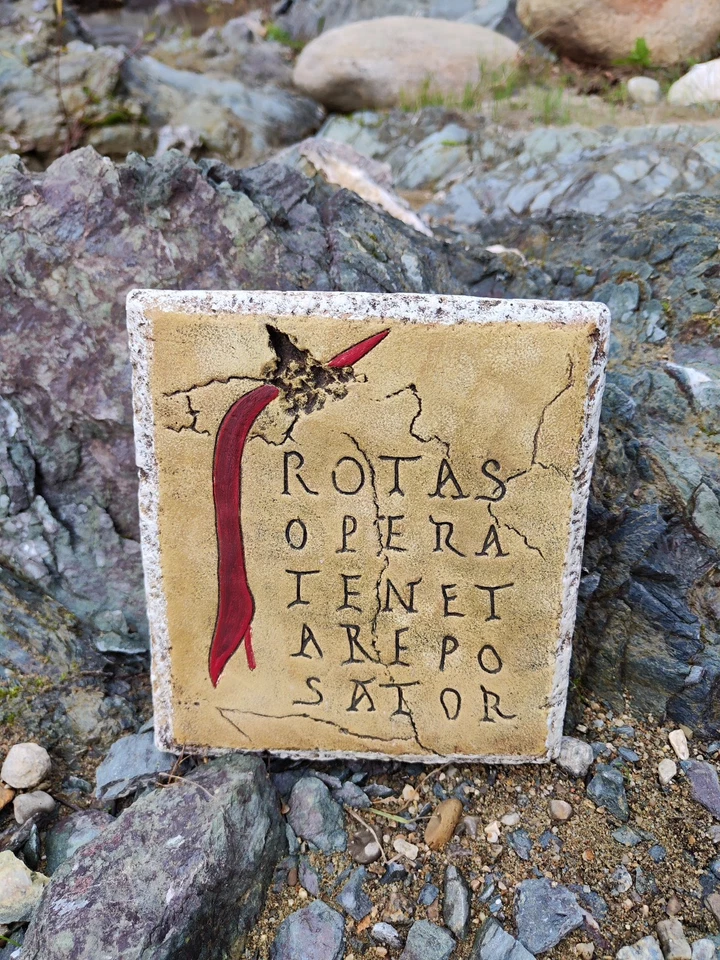 ROTAS
OPERA
TENET
AREPO
SATOR